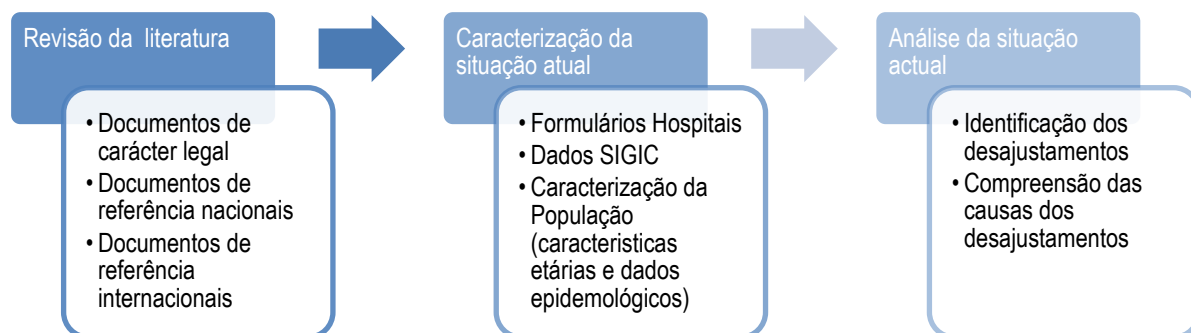 Revisão da literatura
• Documentos de
carácter legal
• Documentos de
referência nacionais
• Documentos de
referência
internacionais
Caracterização da
situação atual
• Formulários Hospitais
• Dados SIGIC
• Caracterização da
População
(caracteristicas
etárias e dados
epidemológicos)
Análise da situação
actual
• Identificação dos
desajustamentos
• Compreensão das
causas dos
desajustamentos